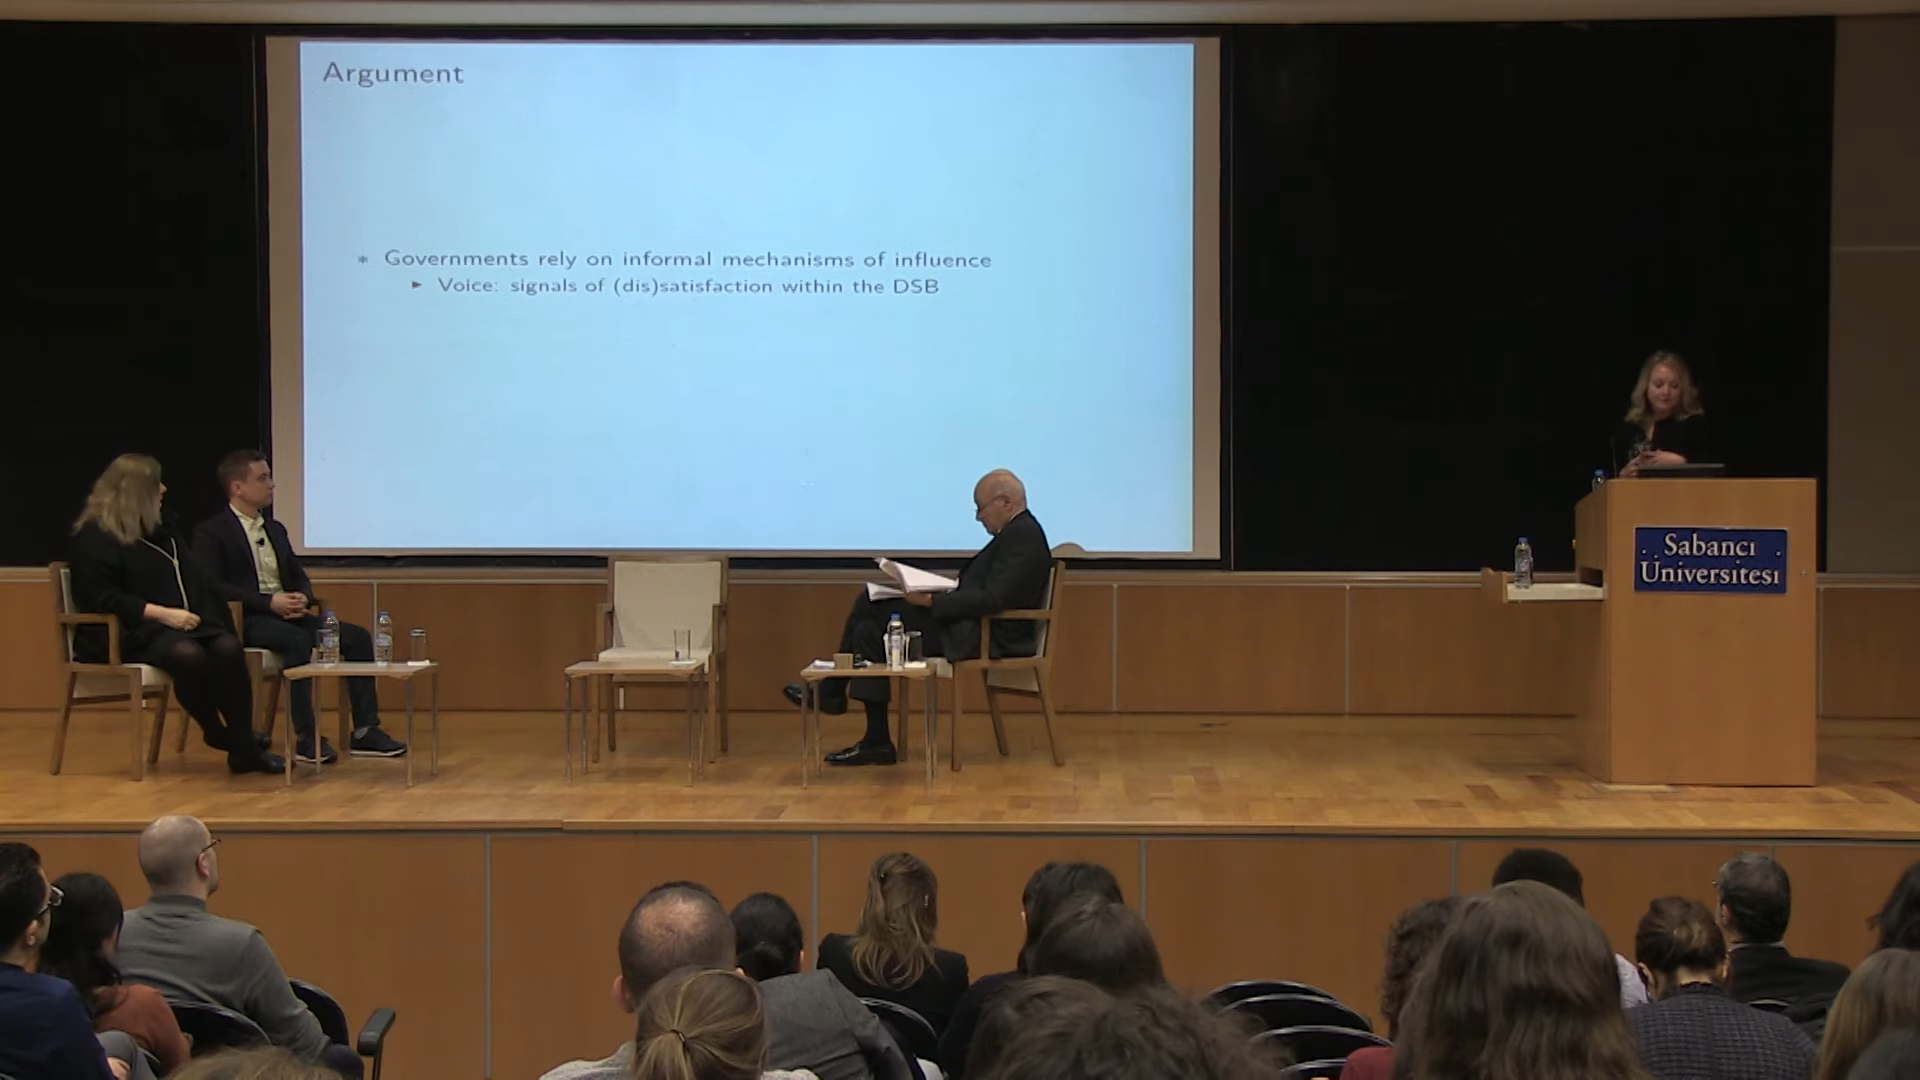 Argument
* Governments rely on informal mechanisms of influence
► Voice: signals of (dis)satisfaction within the DSB
Sabancı
Üniversitesi